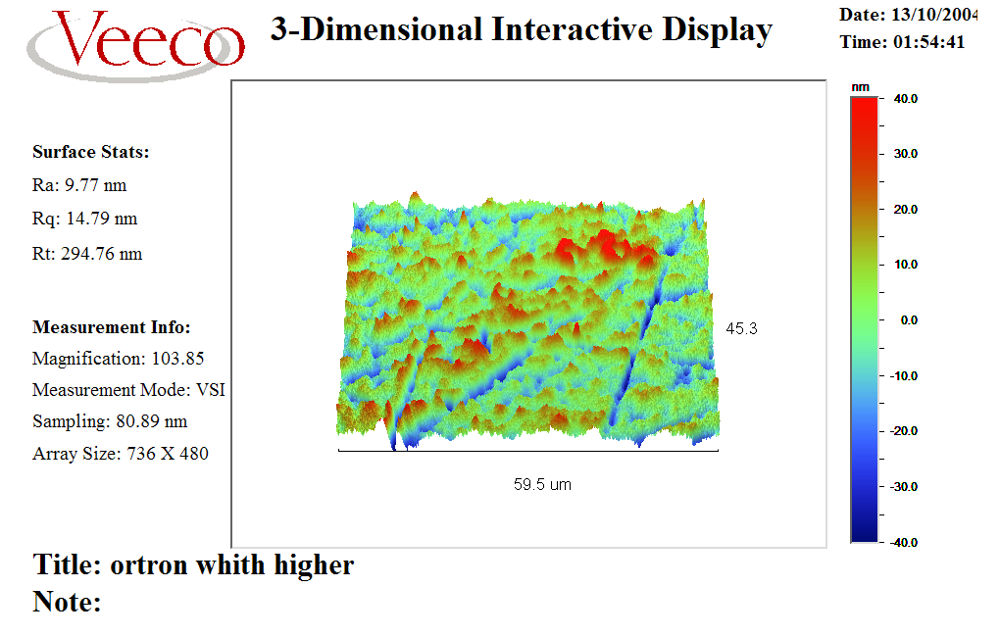 Veeco
3-Dimensional Interactive Display
Date: 13/10/2004
Time: 01:54:41
Surface Stats:
Ra: 9.77 nm
Rq: 14.79 nm
Rt: 294.76 nm
Measurement Info:
Magnification: 103.85
Measurement Mode: VSI
Sampling: 80.89 nm
Array Size: 736 X 480
45.3
59.5 um
nm
40.0
30.0
20.0
10.0
0.0
-10.0
-20.0
-30.0
-40.0
Title: ortron whith higher
Note: